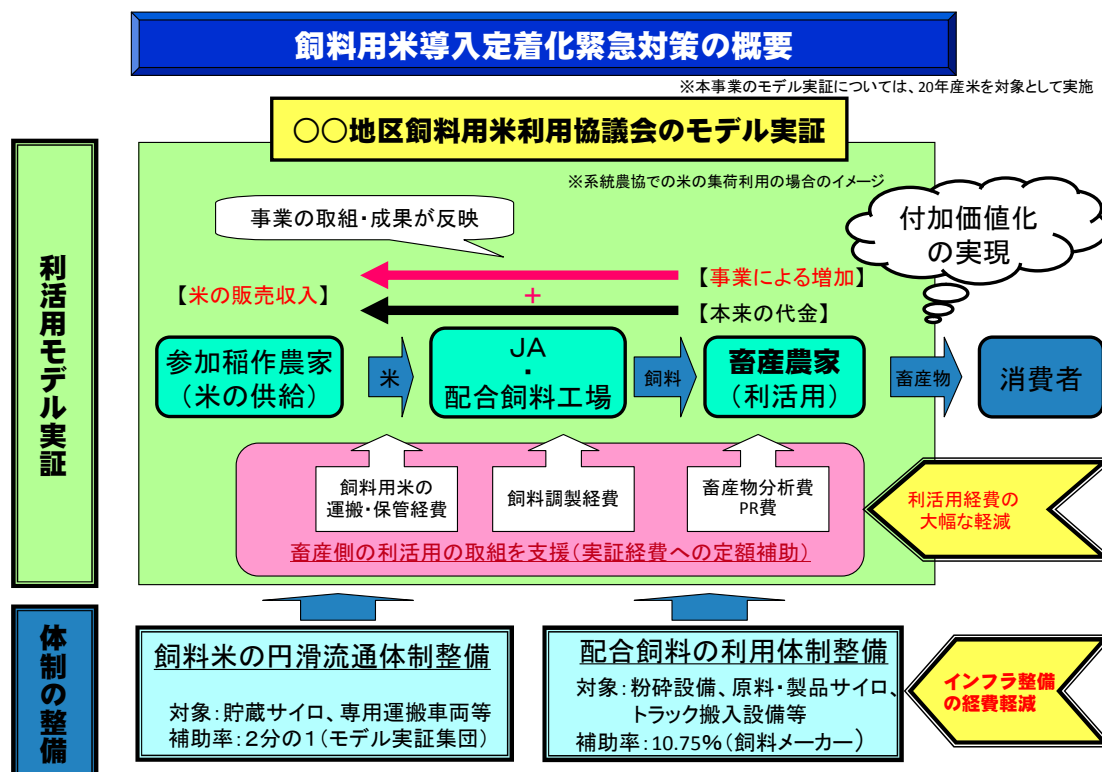 飼料用米導入定着化緊急対策の概要
※本事業のモデル実証については、20年産米を対象として実施
○○地区飼料用米利用協議会のモデル実証
※系統農協での米の集荷利用の場合のイメージ
利活用モデル実証
事業の取組・成果が反映
付加価値化
の実現
【米の販売収入】
【事業による増加】
+
【本来の代金】
参加稲作農家
(米の供給)
米
JA
・
配合飼料工場
飼料
畜産農家
(利活用)
畜産物
消費者
飼料用米の
運搬・保管経費
飼料調製経費
畜産物分析費
PR費
畜産側の利活用の取組を支援(実証経費への定額補助)
利活用経費の
大幅な軽減
体制の整備
飼料米の円滑流通体制整備
対象:貯蔵サイロ、専用運搬車両等
補助率:2分の1(モデル実証集団)
配合飼料の利用体制整備
対象:粉砕設備、原料・製品サイロ、
トラック搬入設備等
補助率:10.75%(飼料メーカー)
インフラ整備
の経費軽減